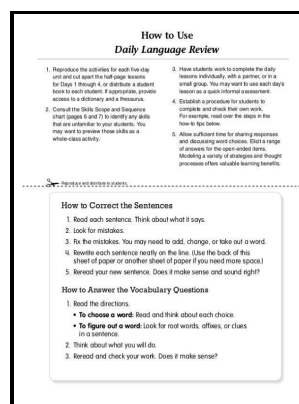 How to Use
Daily Language Review
1. Reproduce the activities for each five-day
unit and cut apart the half-page lessons
for Days 1 through 4, or distribute a student
book to each student. If appropriate, provide
access to a dictionary and a thesaurus.
2. Consult the Skills Scope and Sequence
chart (pages 6 and 7) to identify any skills
that are unfamiliar to your students. You
may want to preview those skills as a
whole-class activity.
3. Have students work to complete the daily
lessons individually, with a partner, or in a
small group. You may want to use each day's
lesson as a quick informal assessment.
4. Establish a procedure for students to
complete and check their own work.
For example, read over the steps in the
how-to tips below.
5. Allow sufficient time for sharing responses
and discussing word choices. Elicit a range
of answers for the open-ended items.
Modeling a variety of strategies and thought
processes offers valuable learning benefits.
Reproduce and distribute to students.
How to Correct the Sentences
1. Read each sentence. Think about what it says.
2. Look for mistakes.
3. Fix the mistakes. You may need to add, change, or take out a word.
4. Rewrite each sentence neatly on the line. (Use the back of this
sheet of paper or another sheet of paper if you need more space.)
5. Reread your new sentence. Does it make sense and sound right?
How to Answer the Vocabulary Questions
1. Read the directions.
• To choose a word: Read and think about each choice.
• To figure out a word: Look for root words, affixes, or clues
in a sentence.
2. Think about what you will do.
3. Reread and check your work. Does it make sense?